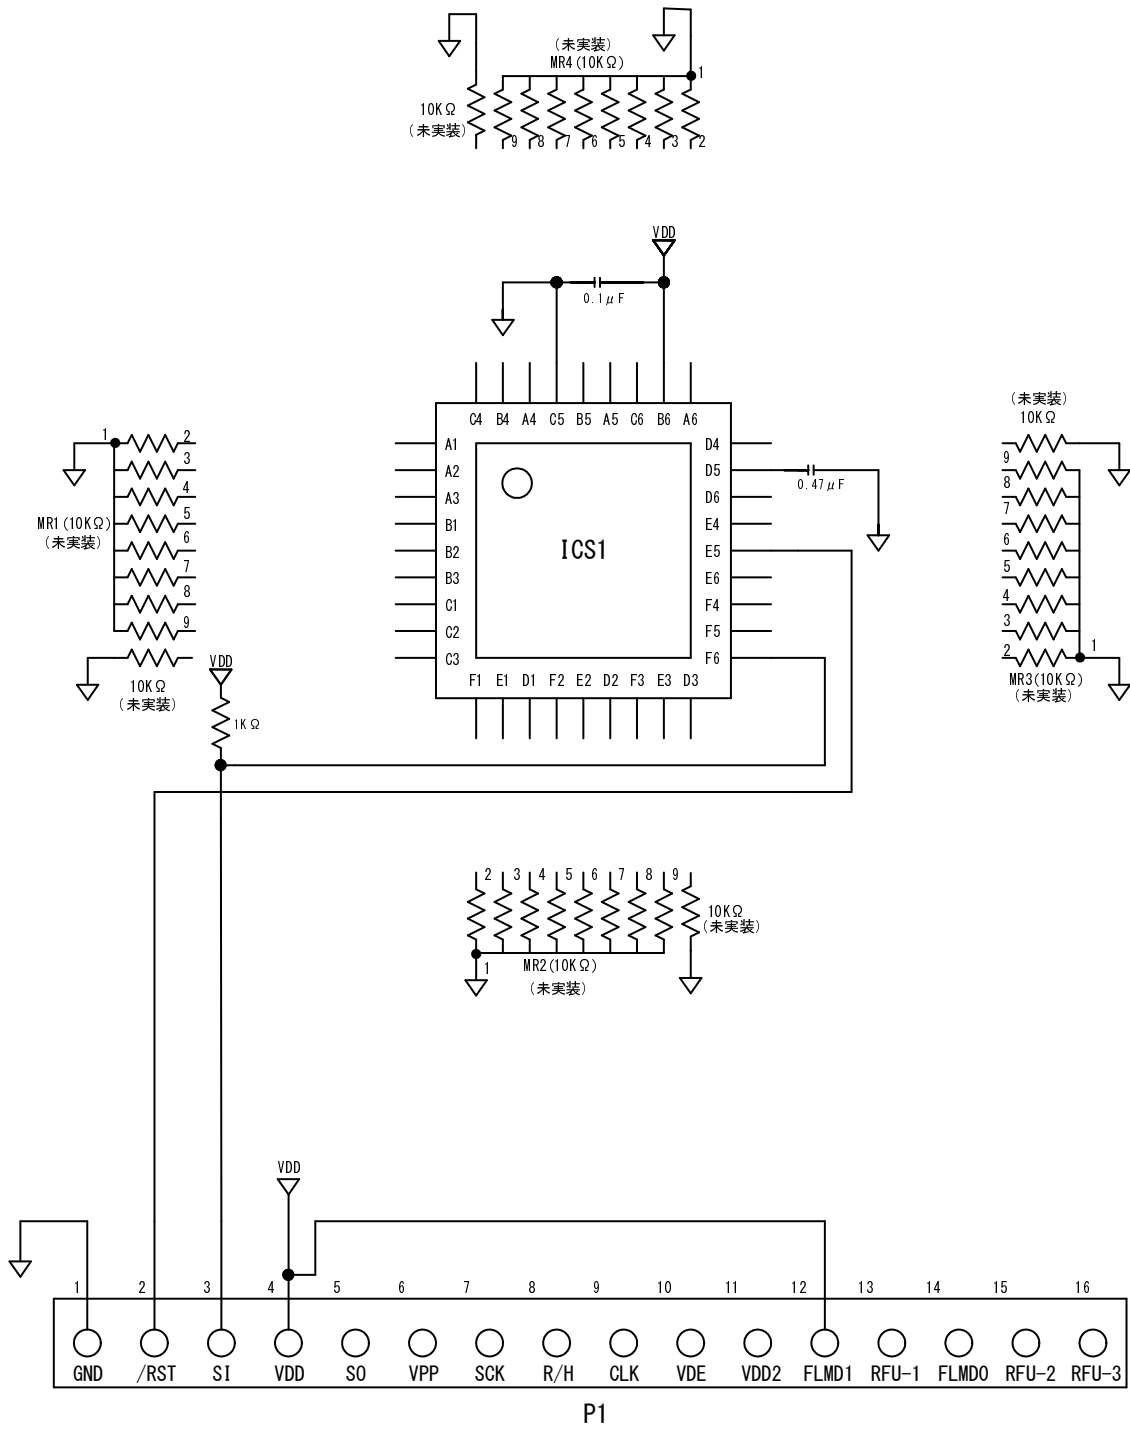 (未実装)
MR4(10KΩ)
1
10KΩ
(未実装)
9 8 7 6 5 4 3 2
VDD
0.1μF
C4 B4 A4 C5 B5 A5 C6 B6 A6
A1
A2
A3
B1
B2
B3
C1
C2
C3
ICS1
D4
D5
D6
E4
E5
E6
F4
F5
F6
F1 E1 D1 F2 E2 D2 F3 E3 D3
0.47μF
1
2
3
4
5
6
7
8
9
MR1(10KΩ)
(未実装)
10KΩ
(未実装)
VDD
1KΩ
(未実装)
10KΩ
9
8
7
6
5
4
3
2
1
MR3(10KΩ)
(未実装)
2 3 4 5 6 7 8 9
10KΩ
(未実装)
1
MR2(10KΩ)
(未実装)
VDD
1 2 3 4 5 6 7 8 9 10 11 12 13 14 15 16
GND /RST SI VDD SO VPP SCK R/H CLK VDE VDD2 FLMD1 RFU-1 FLMD0 RFU-2 RFU-3
P1